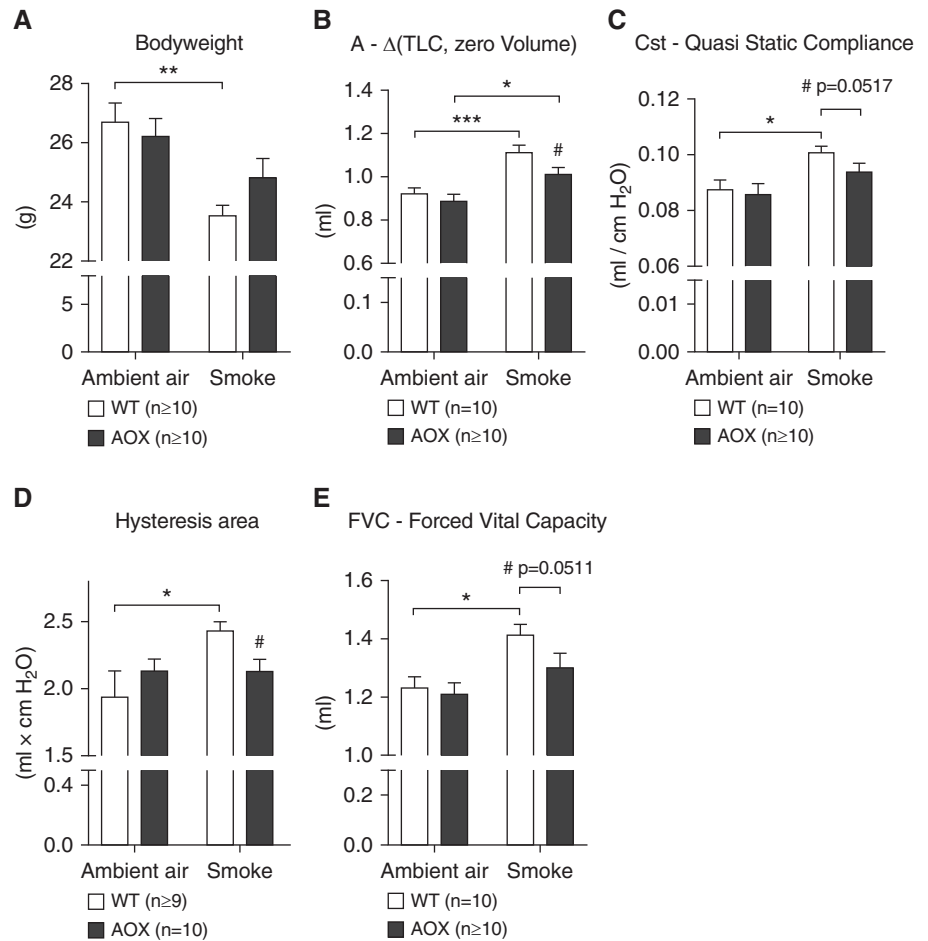 A
Bodyweight
**
28
26
24
22
5
0
(g)
Ambient air
Smoke
WT (n≥10)
AOX (n≥10)
B
A - Δ(TLC, zero Volume)
*
***
#
1.4
1.2
1.0
0.8
0.6
0.1
0.0
(ml)
Ambient air
Smoke
WT (n=10)
AOX (n≥10)
C
Cst - Quasi Static Compliance
# p=0.0517
*
0.12
0.10
0.08
0.06
0.01
0.00
(ml / cm H₂O)
Ambient air
Smoke
WT (n=10)
AOX (n≥10)
D
Hysteresis area
*
#
2.5
2.0
1.5
0.4
0.0
(ml × cm H₂O)
Ambient air
Smoke
WT (n≥9)
AOX (n=10)
E
FVC - Forced Vital Capacity
# p=0.0511
*
1.6
1.4
1.2
1.0
0.2
0.0
(ml)
Ambient air
Smoke
WT (n=10)
AOX (n≥10)